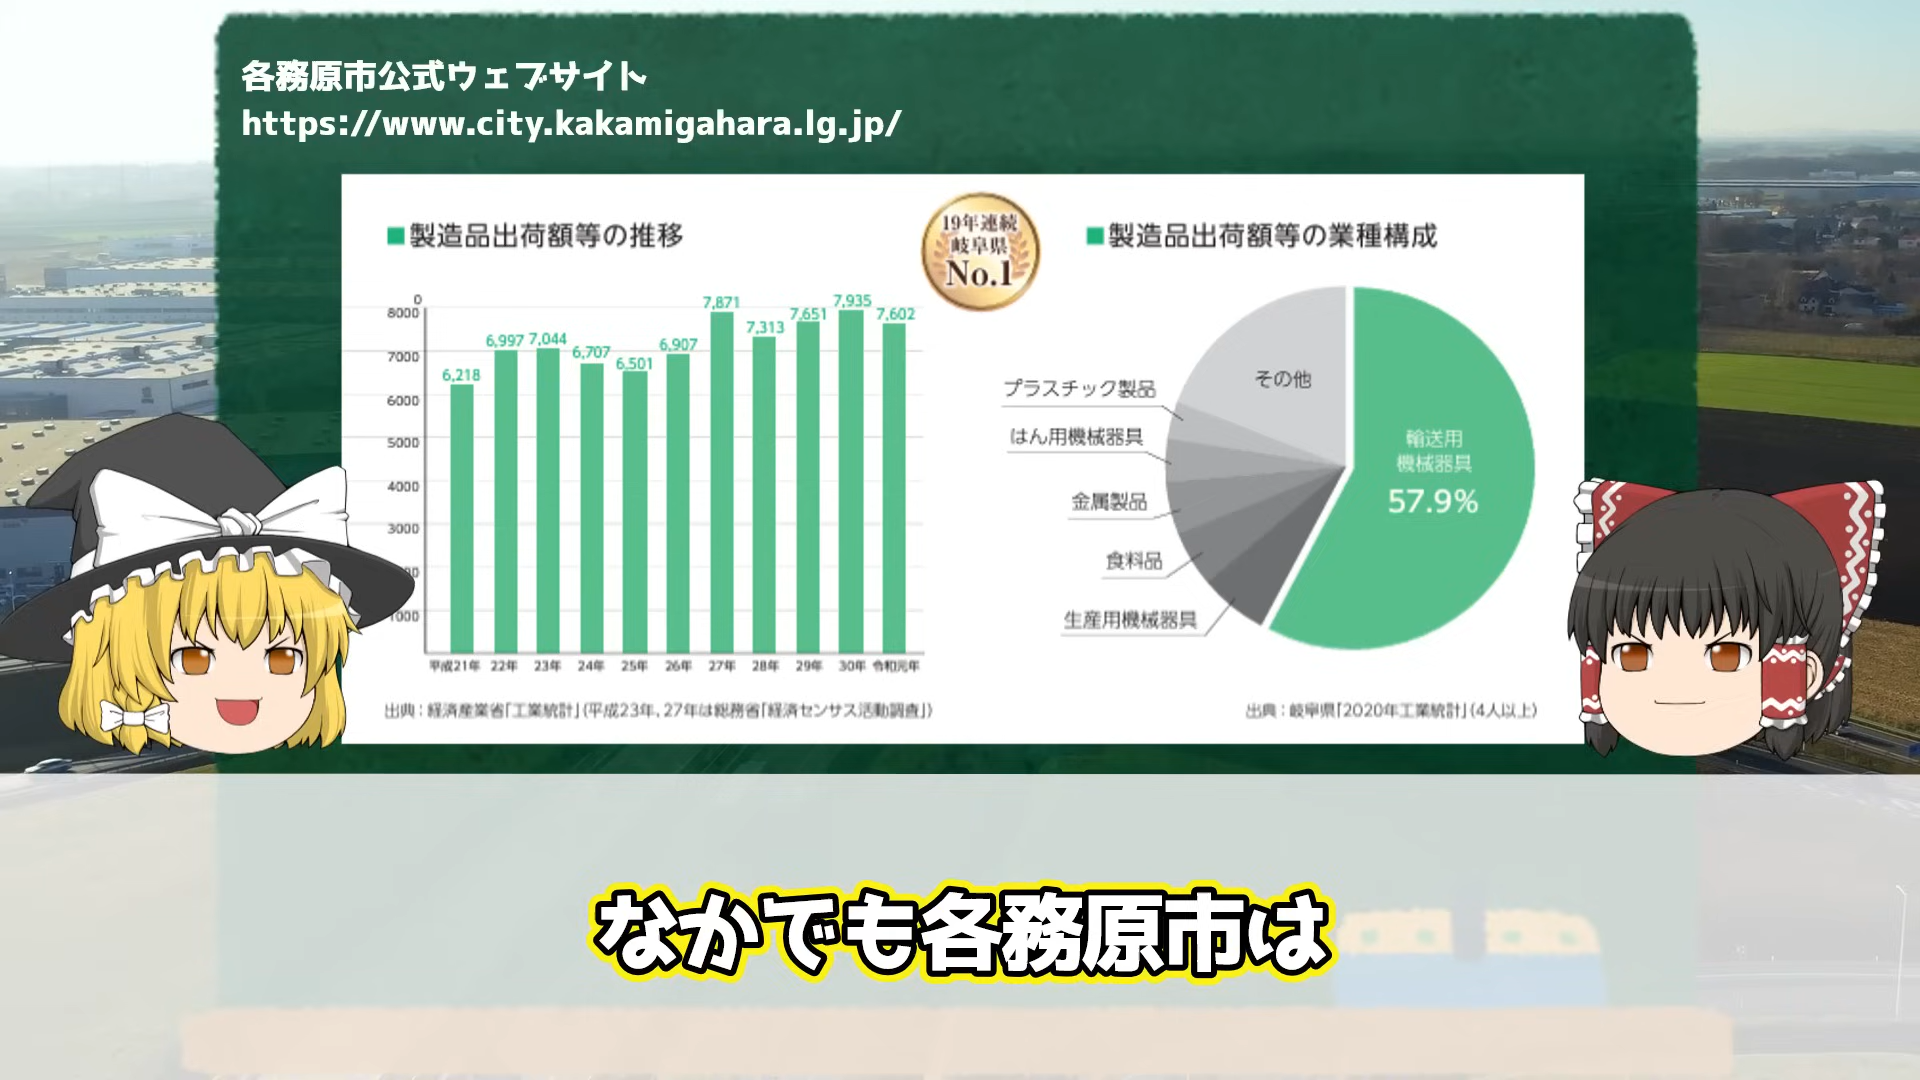 各務原市公式ウェブサイト
https://www.city.kakamigahara.lg.jp/
■製造品出荷額等の推移
19年連続
岐阜県
No.1
■製造品出荷額等の業種構成
0
8000
7000
6000
5000
4000
3000
1000
6,218
6,997
7,044
6,707
6,501
6,907
7,871
7,313
7,651
7,935
7,602
平成21年
22年
23年
24年
25年
26年
27年
28年
29年
30年
令和元年
出典：経済産業省「工業統計」（平成23年、27年は総務省「経済センサス活動調査」）
その他
プラスチック製品
はん用機械器具
金属製品
食料品
生産用機械器具
輸送用
機械器具
57.9%
出典：岐阜県「2020年工業統計」（4人以上）
なかでも各務原市は